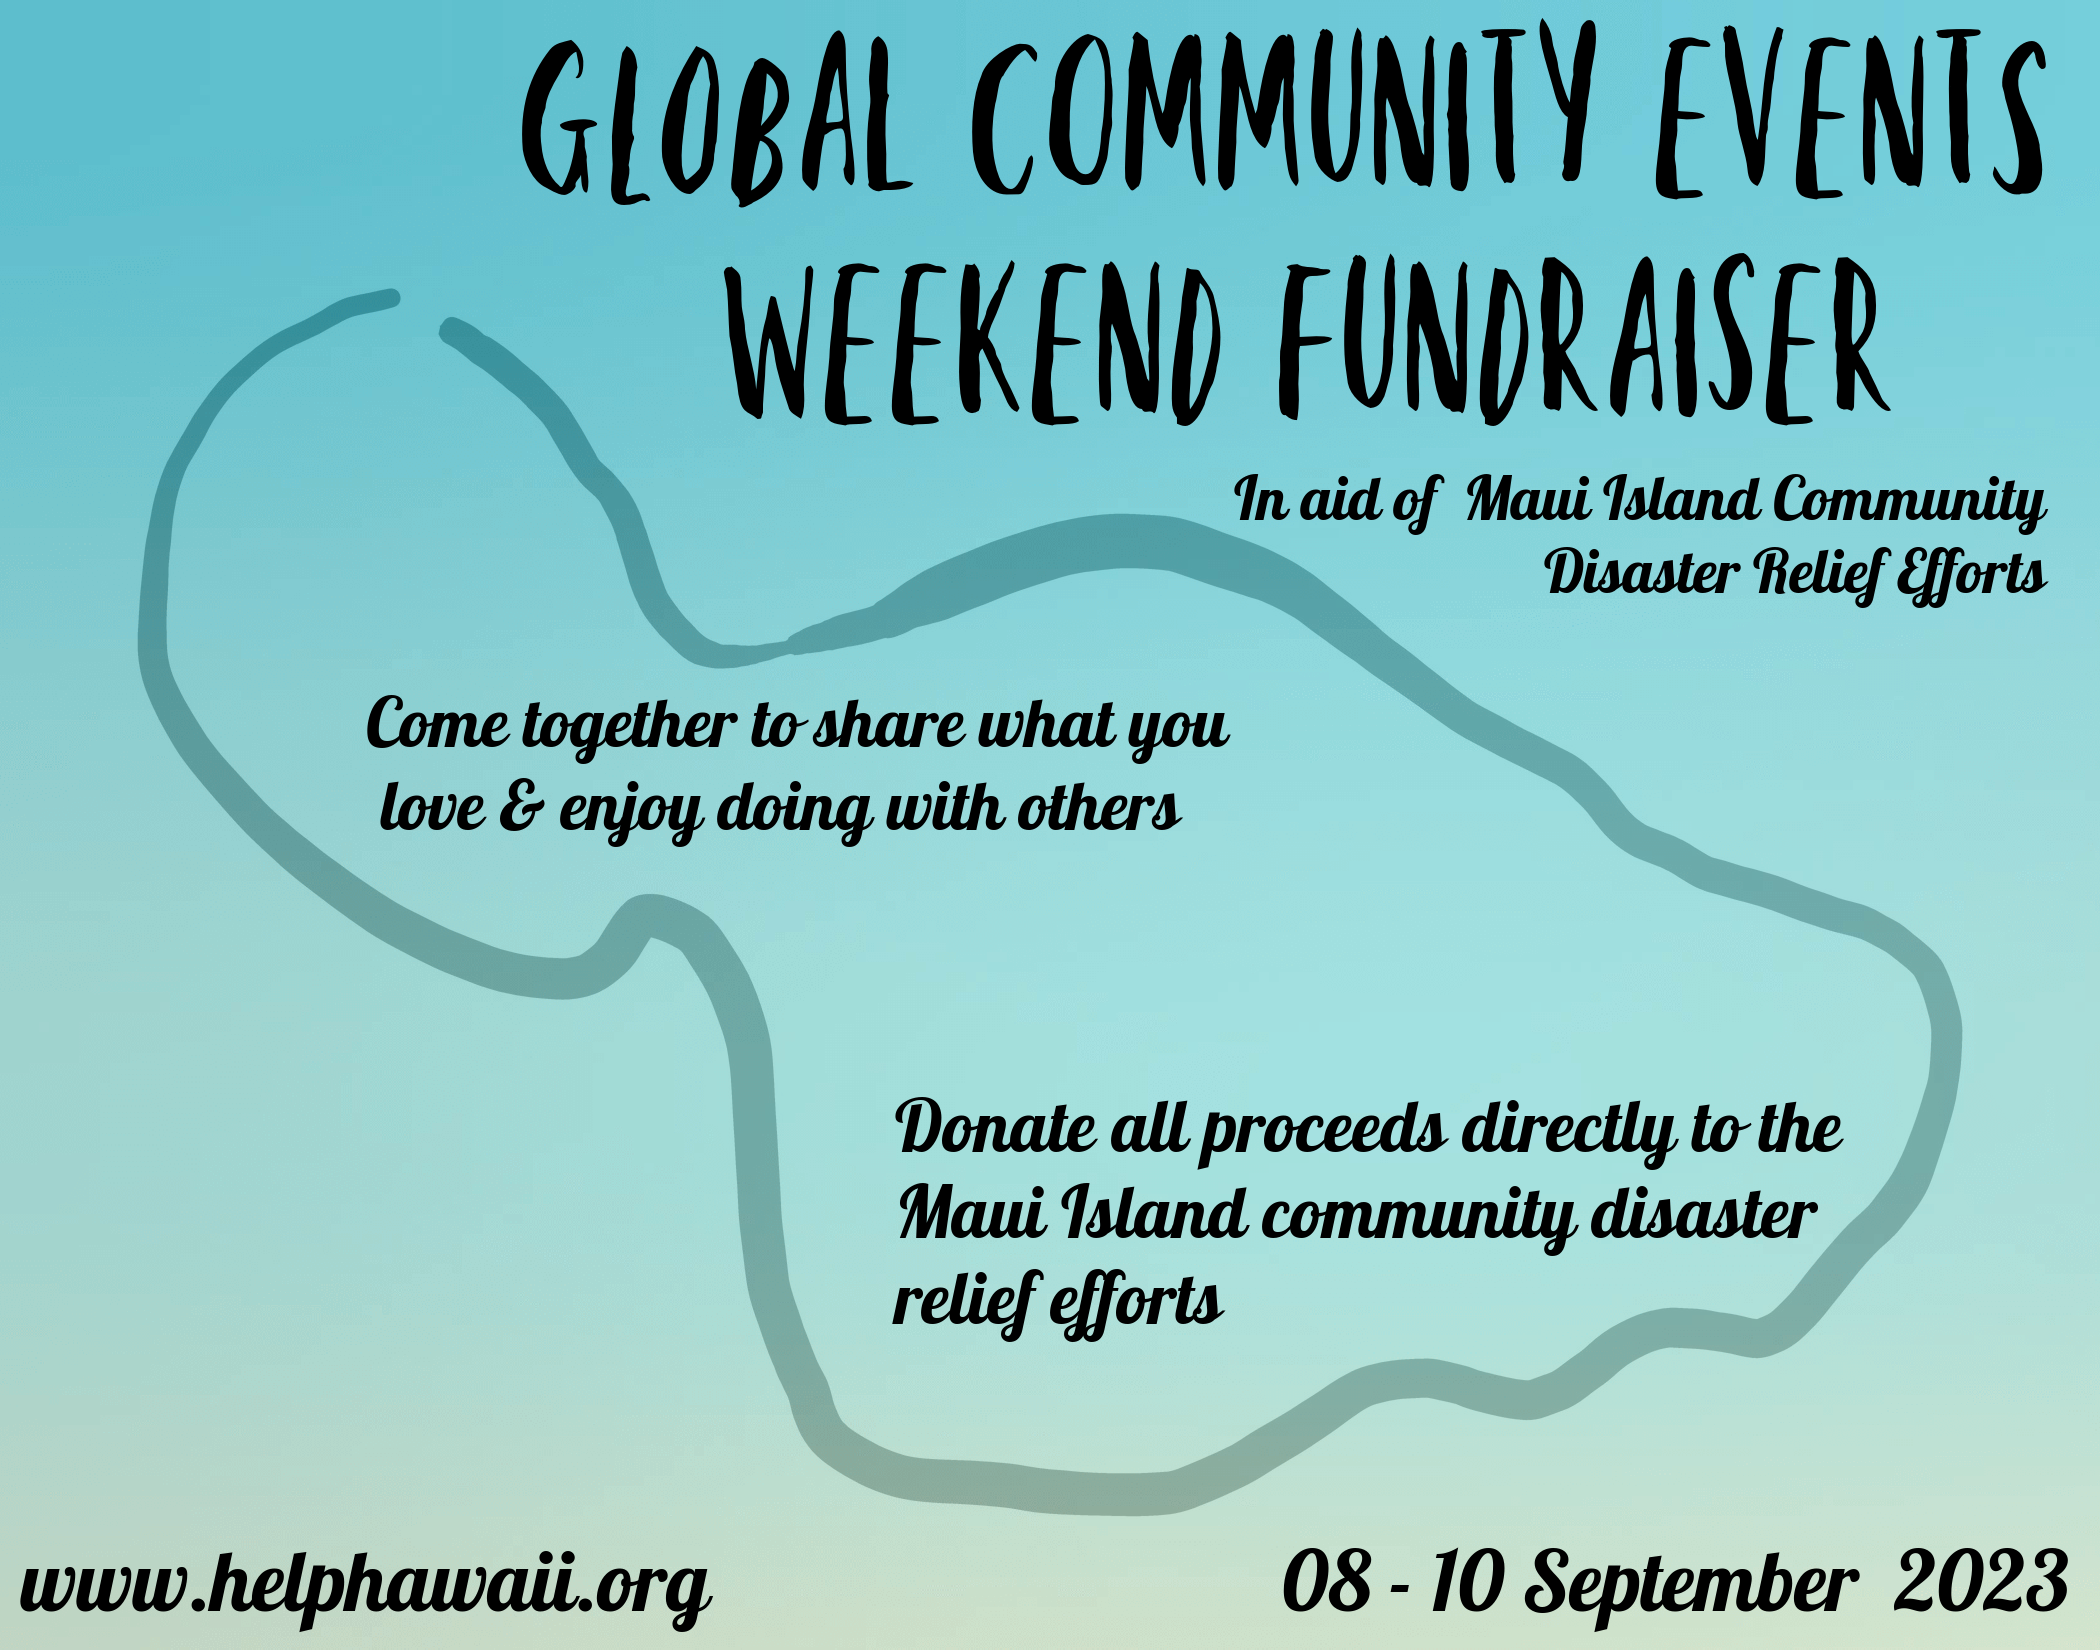 GLOBAL COMMUNITY EVENTS
WEEKEND FUNDRAISER
In aid of Maui Island Community
Disaster Relief Efforts
Come together to share what you
love & enjoy doing with others
Donate all proceeds directly to the
Maui Island community disaster
relief efforts
www.helphawaii.org
08 - 10 September 2023